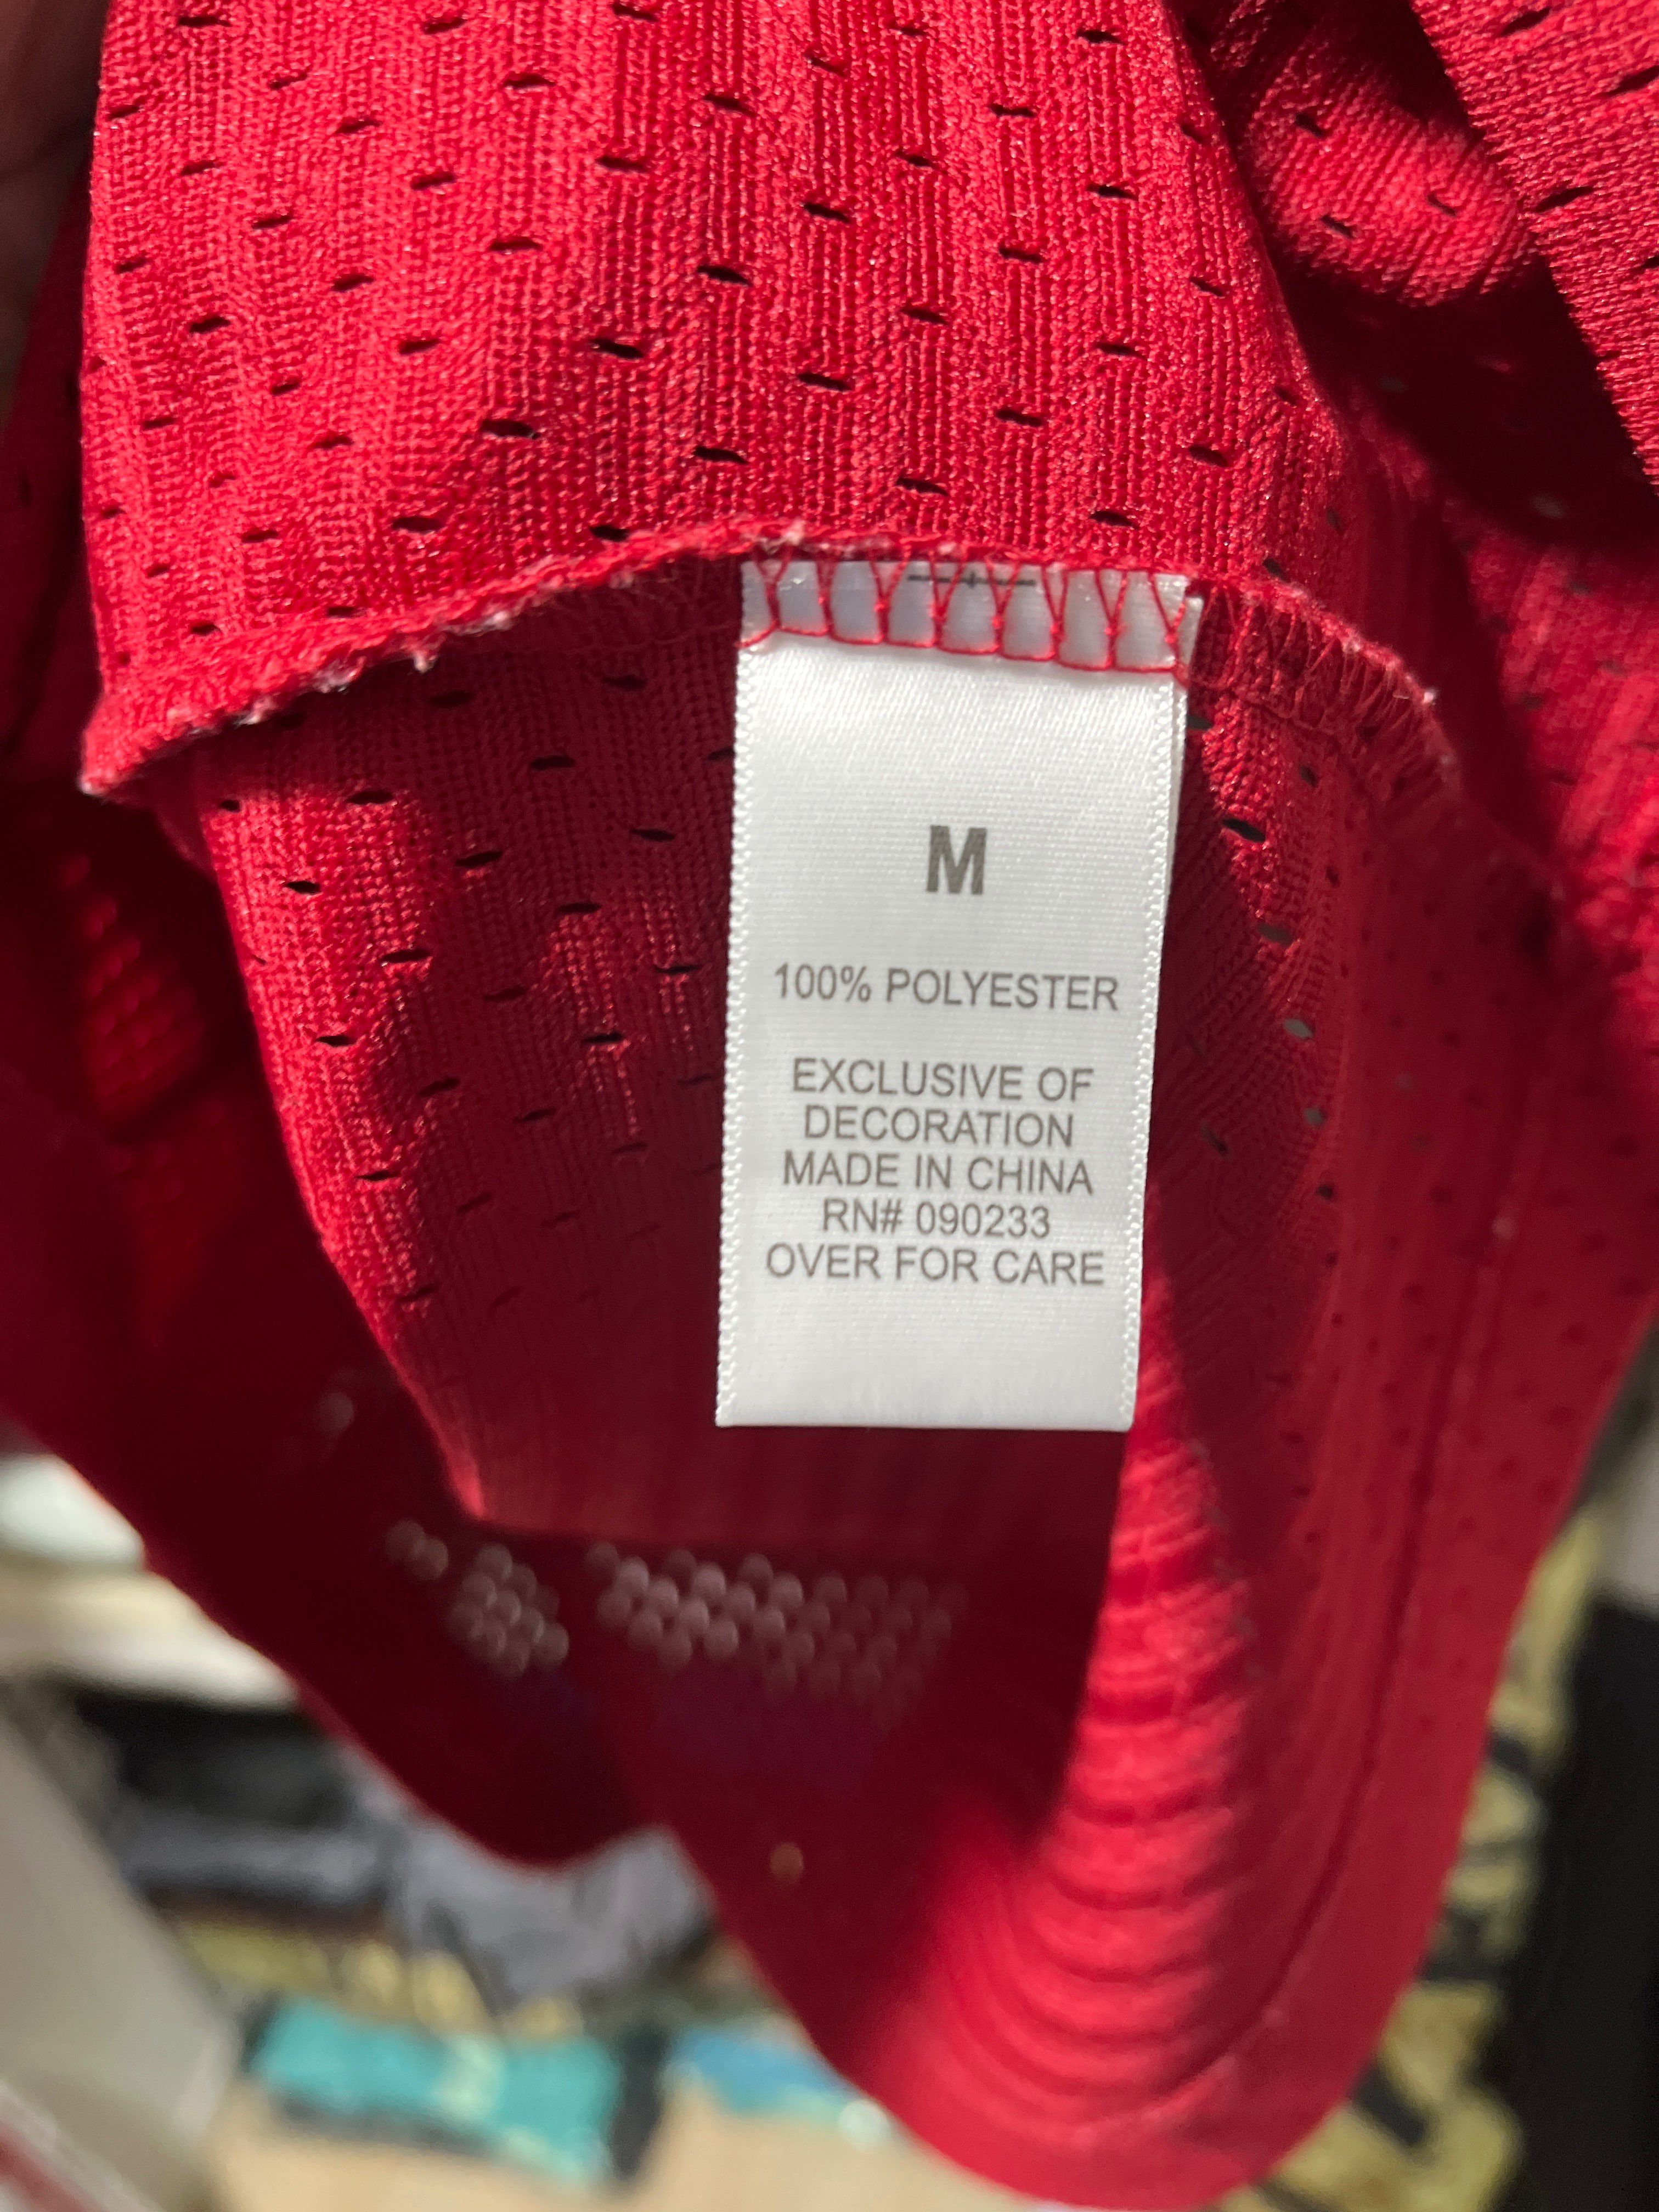 M
100% POLYESTER
EXCLUSIVE OF
DECORATION
MADE IN CHINA
RN# 090233
OVER FOR CARE